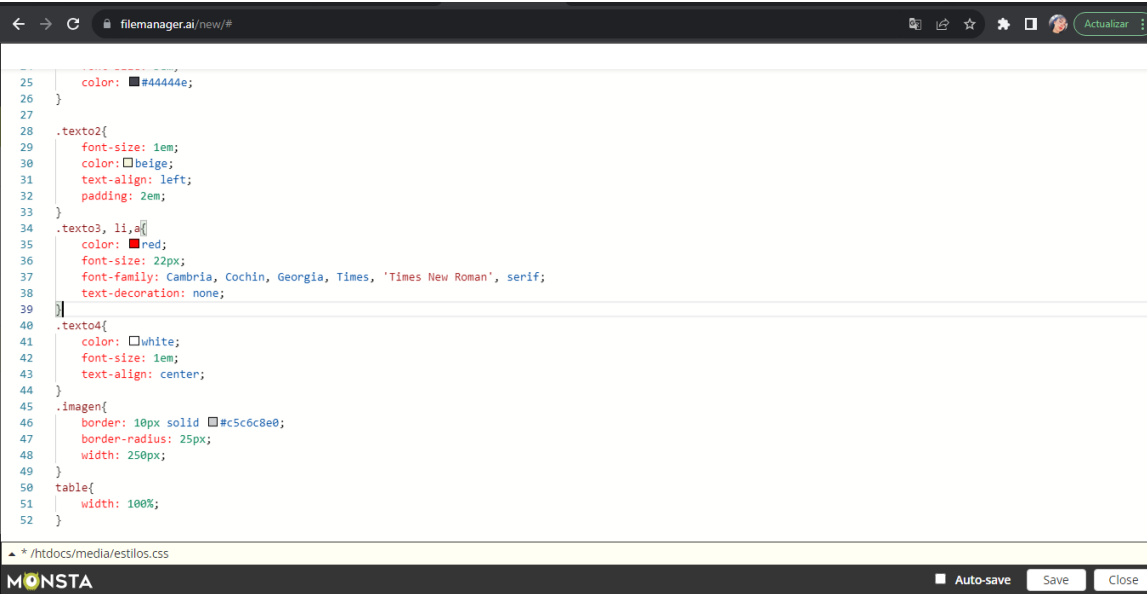 filemanager.ai/new/#
Actualizar
25 color: #44444e;
26 }
27
28 .texto2{
29 font-size: 1em;
30 color: beige;
31 text-align: left;
32 padding: 2em;
33 }
34 .texto3, li,a{
35 color: red;
36 font-size: 22px;
37 font-family: Cambria, Cochin, Georgia, Times, 'Times New Roman', serif;
38 text-decoration: none;
39 }
40 .texto4{
41 color: white;
42 font-size: 1em;
43 text-align: center;
44 }
45 .imagen{
46 border: 10px solid #c5c6c8e0;
47 border-radius: 25px;
48 width: 250px;
49 }
50 table{
51 width: 100%;
52 }
* /htdocs/media/estilos.css
MONSTA
Auto-save Save Close